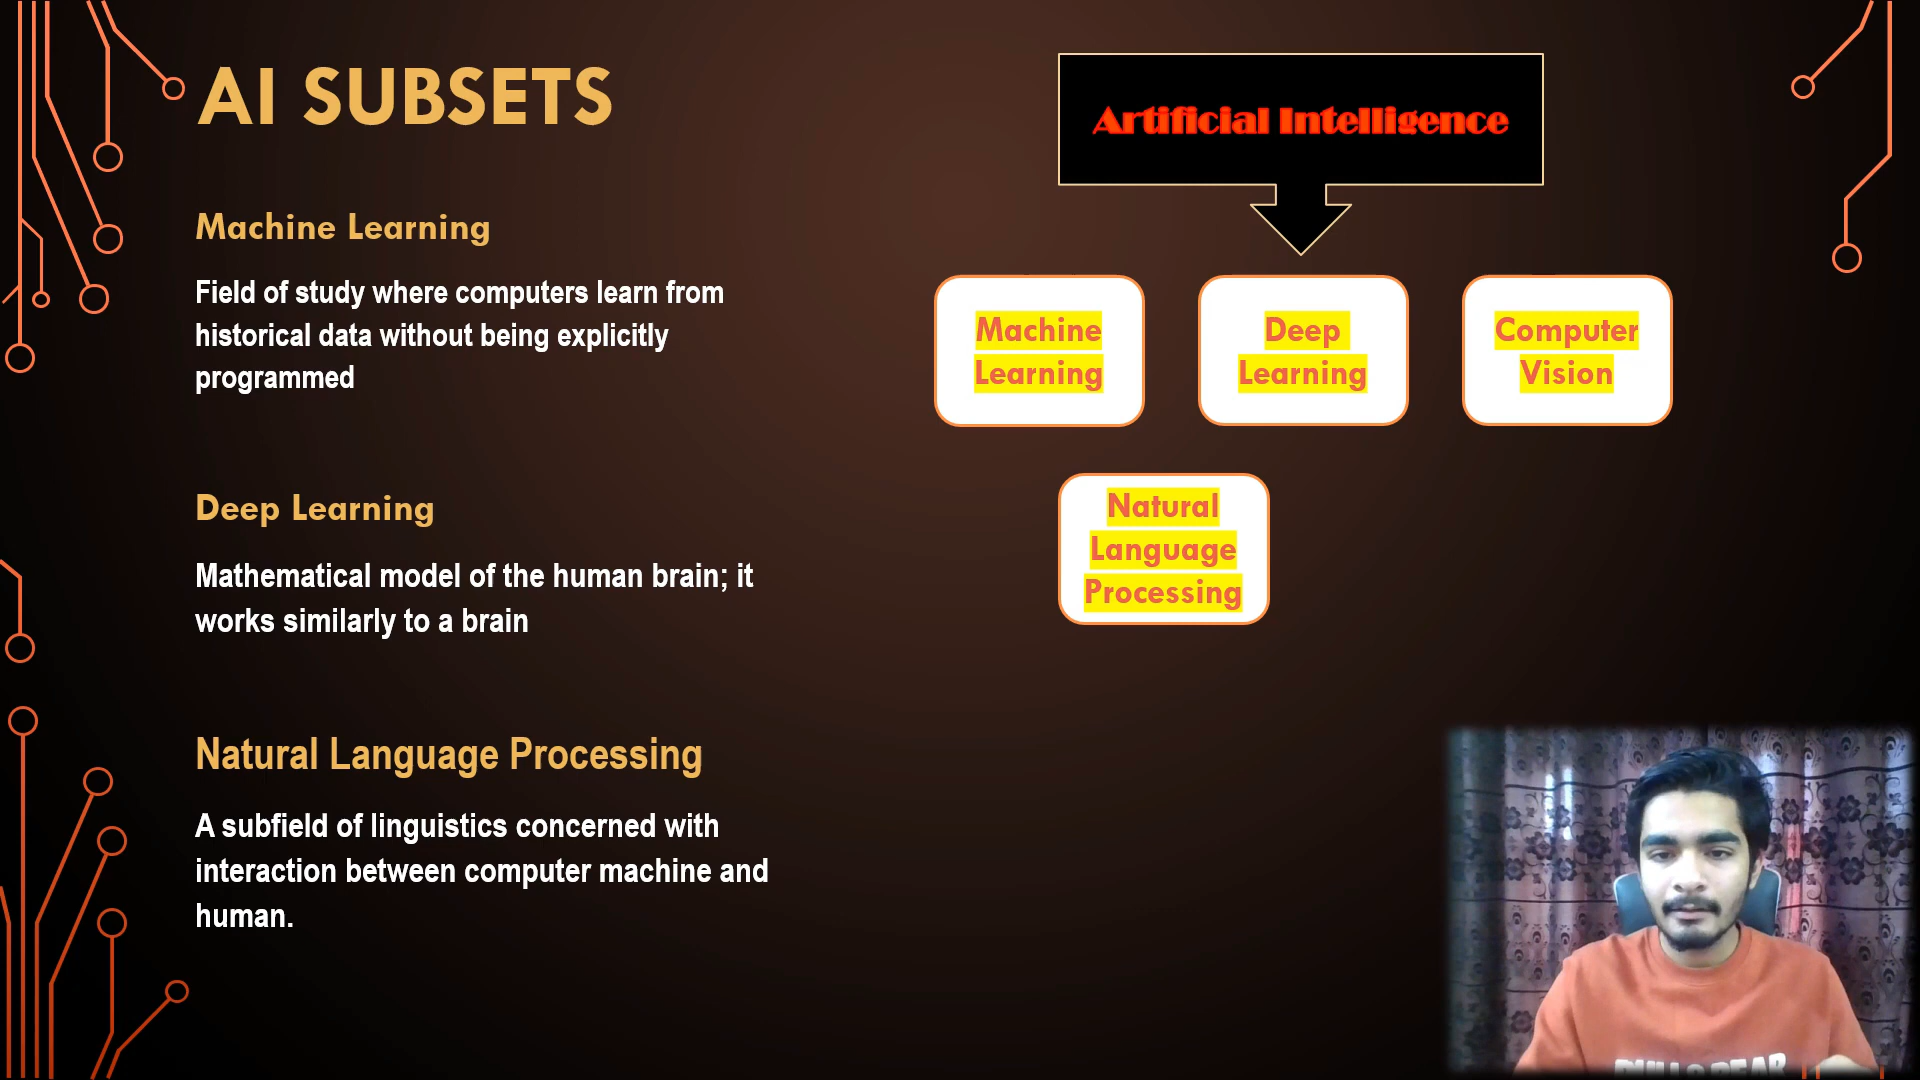 AI SUBSETS
Machine Learning
Field of study where computers learn from
historical data without being explicitly
programmed
Deep Learning
Mathematical model of the human brain; it
works similarly to a brain
Natural Language Processing
A subfield of linguistics concerned with
interaction between computer machine and
human.
Artificial Intelligence
Machine
Learning
Deep
Learning
Computer
Vision
Natural
Language
Processing